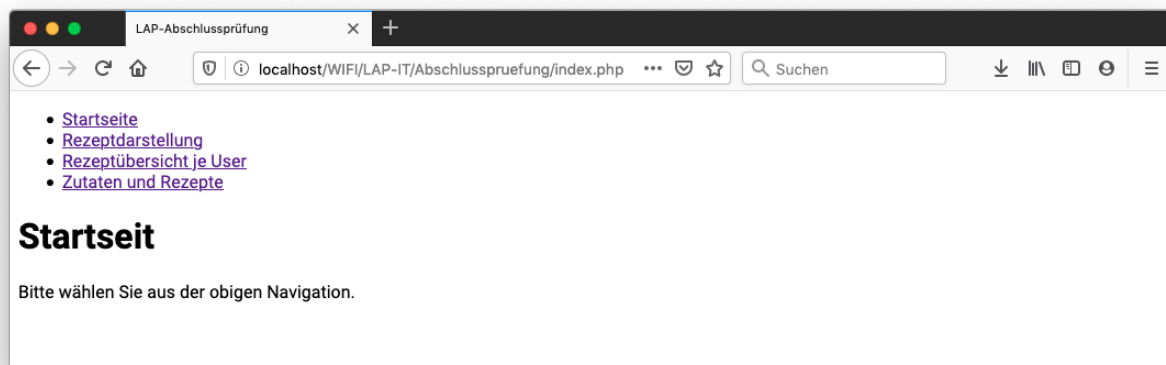 LAP-Abschlussprüfung
localhost/WIFI/LAP-IT/Abschlusspruefung/index.php
Suchen
Startseite
Rezeptdarstellung
Rezeptübersicht je User
Zutaten und Rezepte
Startseit
Bitte wählen Sie aus der obigen Navigation.